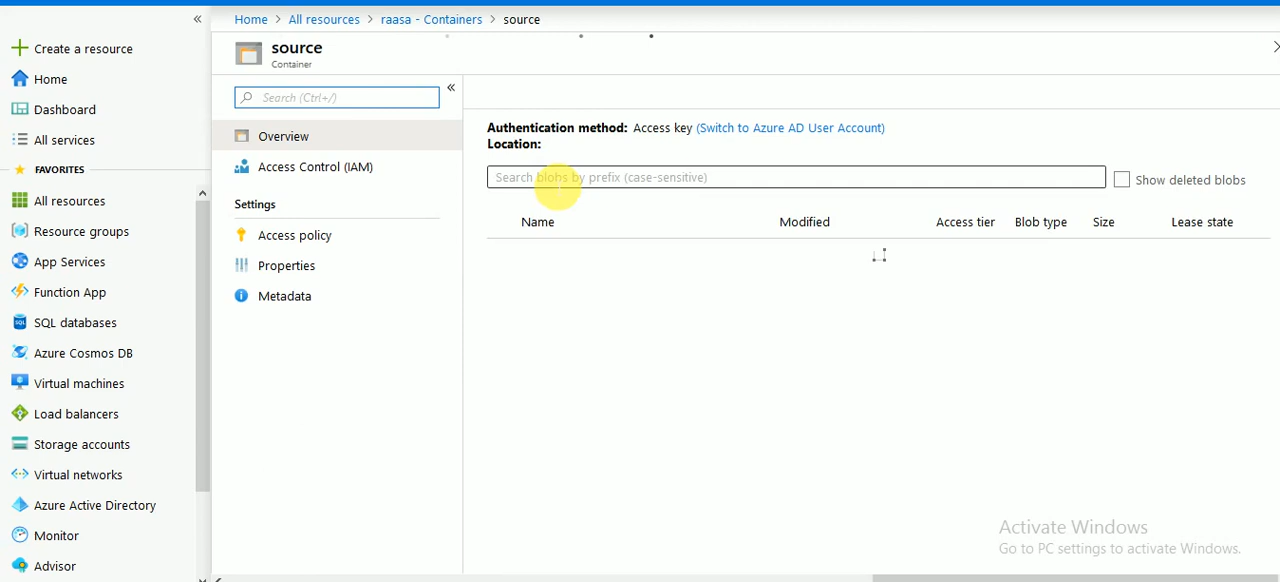 Home > All resources > raasa - Containers > source
«
Create a resource
Home
Dashboard
All services
FAVORITES
All resources
Resource groups
App Services
Function App
SQL databases
Azure Cosmos DB
Virtual machines
Load balancers
Storage accounts
Virtual networks
Azure Active Directory
Monitor
Advisor
source
Container
Search (Ctrl+/)
«
Overview
Access Control (IAM)
Settings
Access policy
Properties
Metadata
Authentication method: Access key (Switch to Azure AD User Account)
Location:
Search blobs by prefix (case-sensitive)
Show deleted blobs
Name Modified Access tier Blob type Size Lease state
Activate Windows
Go to PC settings to activate Windows.